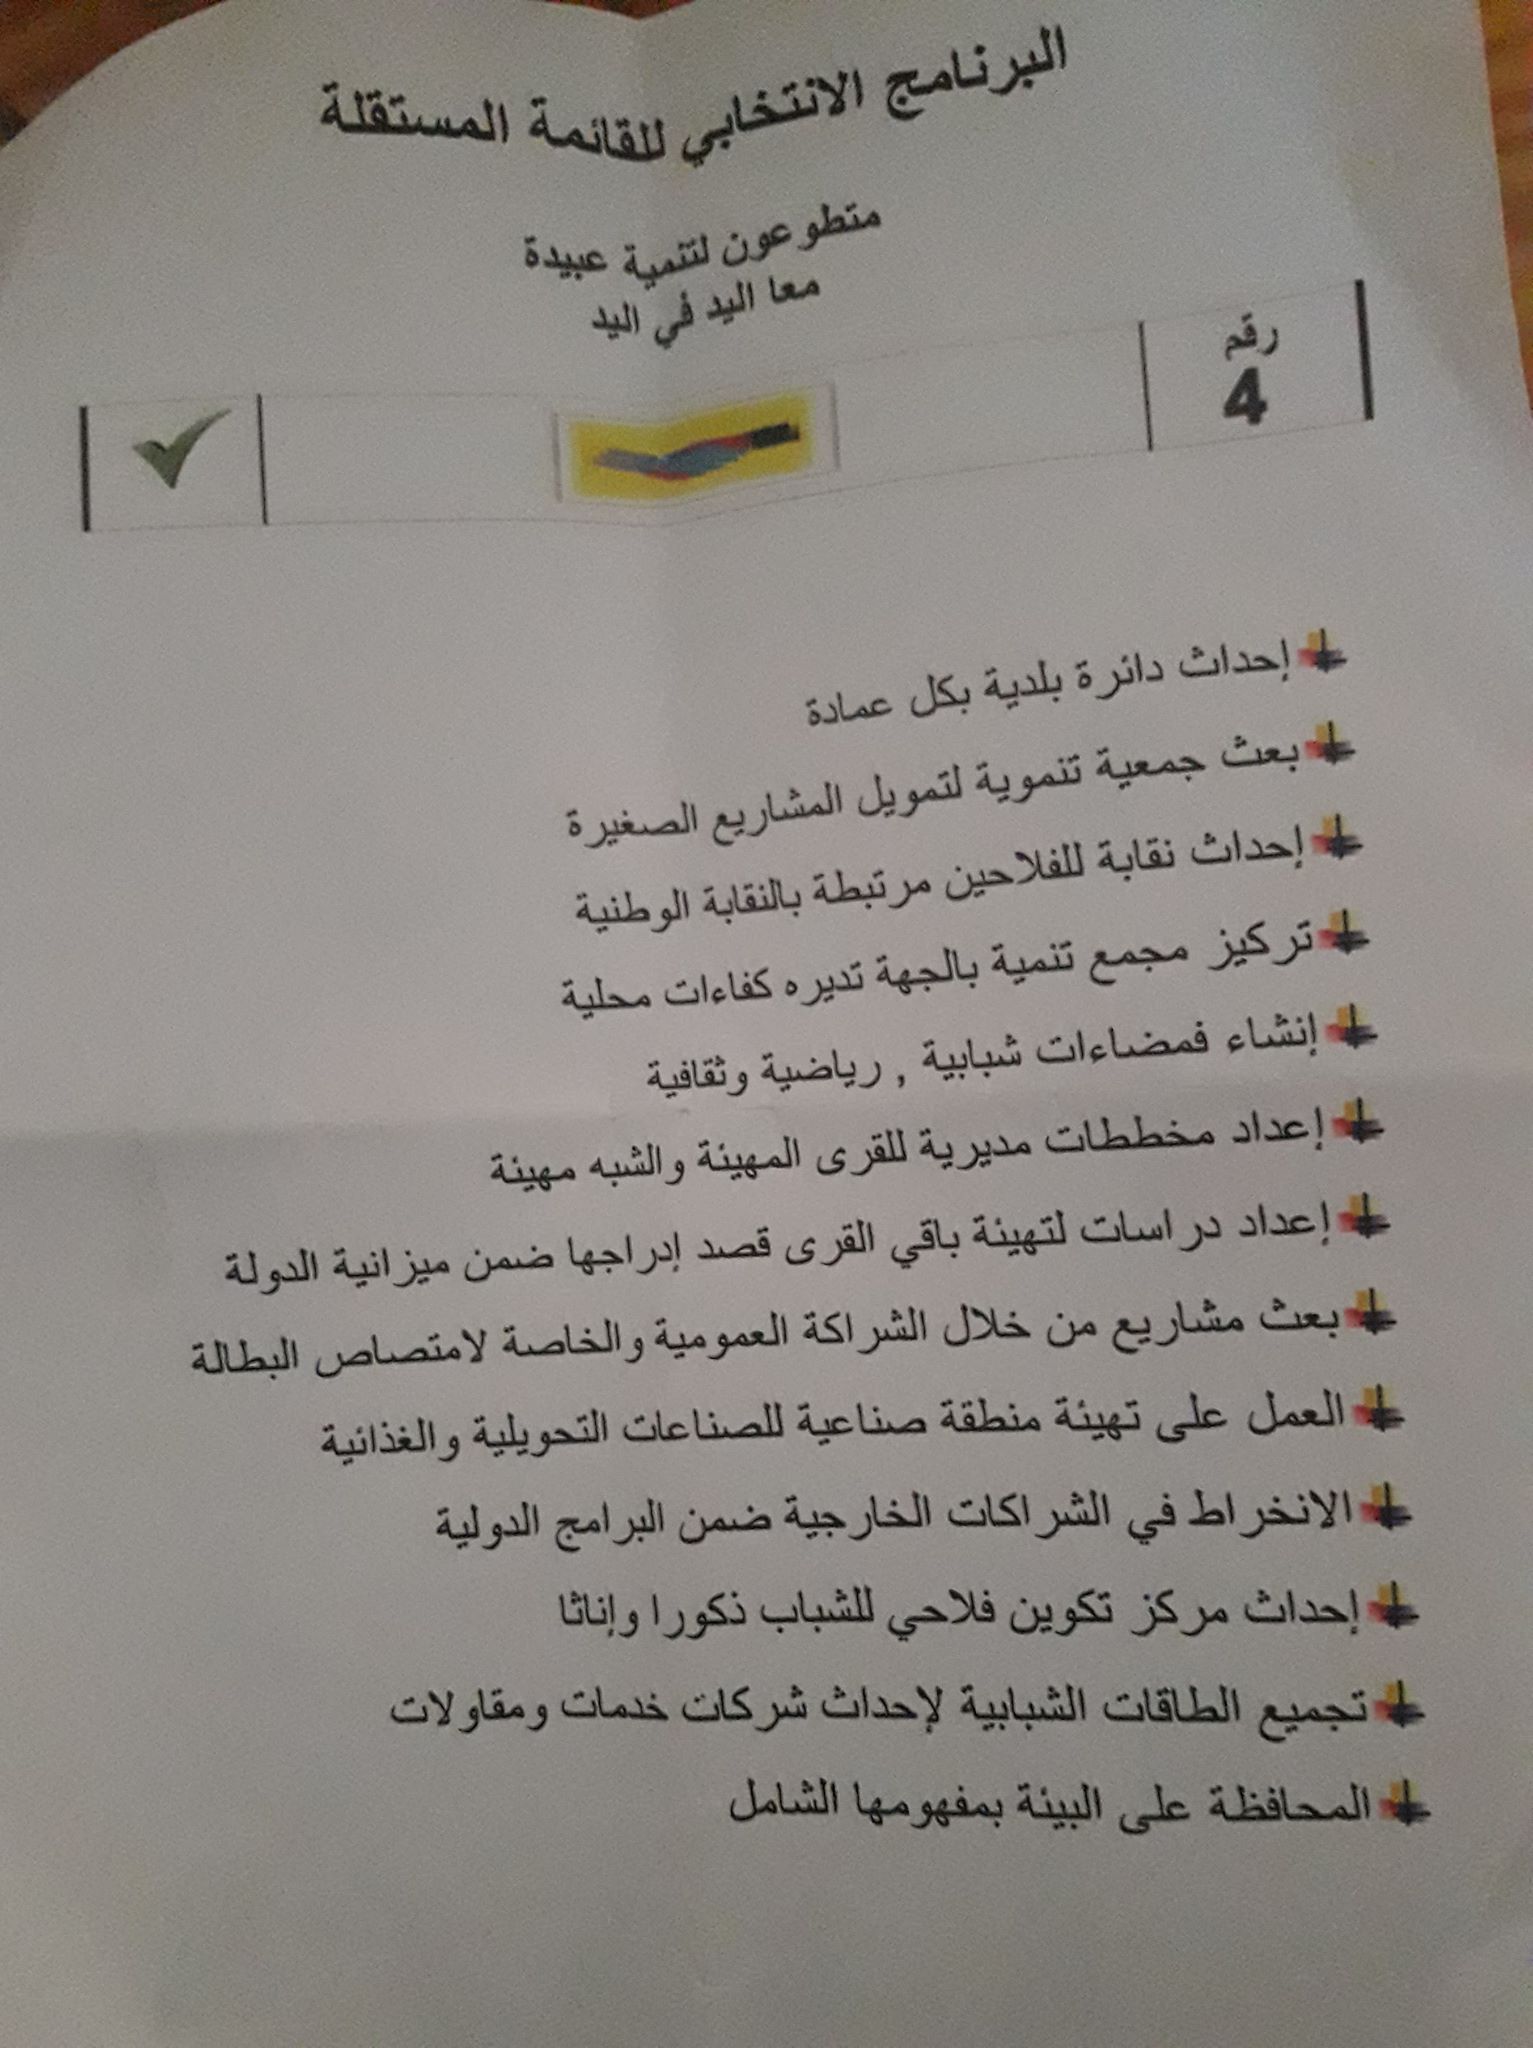 البرنامج الانتخابي للقائمة المستقلة
متطوعون لتنمية عبيدة
معا اليد في اليد
رقم
4
إحداث دائرة بلدية بكل عمادة
بعث جمعية تنموية لتمويل المشاريع الصغيرة
إحداث نقابة للفلاحين مرتبطة بالنقابة الوطنية
تركيز مجمع تنمية بالجهة تديره كفاءات محلية
إنشاء فمضاءات شبابية , رياضية وثقافية
إعداد مخططات مديرية للقرى المهيئة والشبه مهيئة
إعداد دراسات لتهيئة باقي القرى قصد إدراجها ضمن ميزانية الدولة
بعث مشاريع من خلال الشراكة العمومية والخاصة لامتصاص البطالة
العمل على تهيئة منطقة صناعية للصناعات التحويلية والغذائية
الانخراط في الشراكات الخارجية ضمن البرامج الدولية
إحداث مركز تكوين فلاحي للشباب ذكورا وإناثا
تجميع الطاقات الشبابية لإحداث شركات خدمات ومقاولات
المحافظة على البيئة بمفهومها الشامل